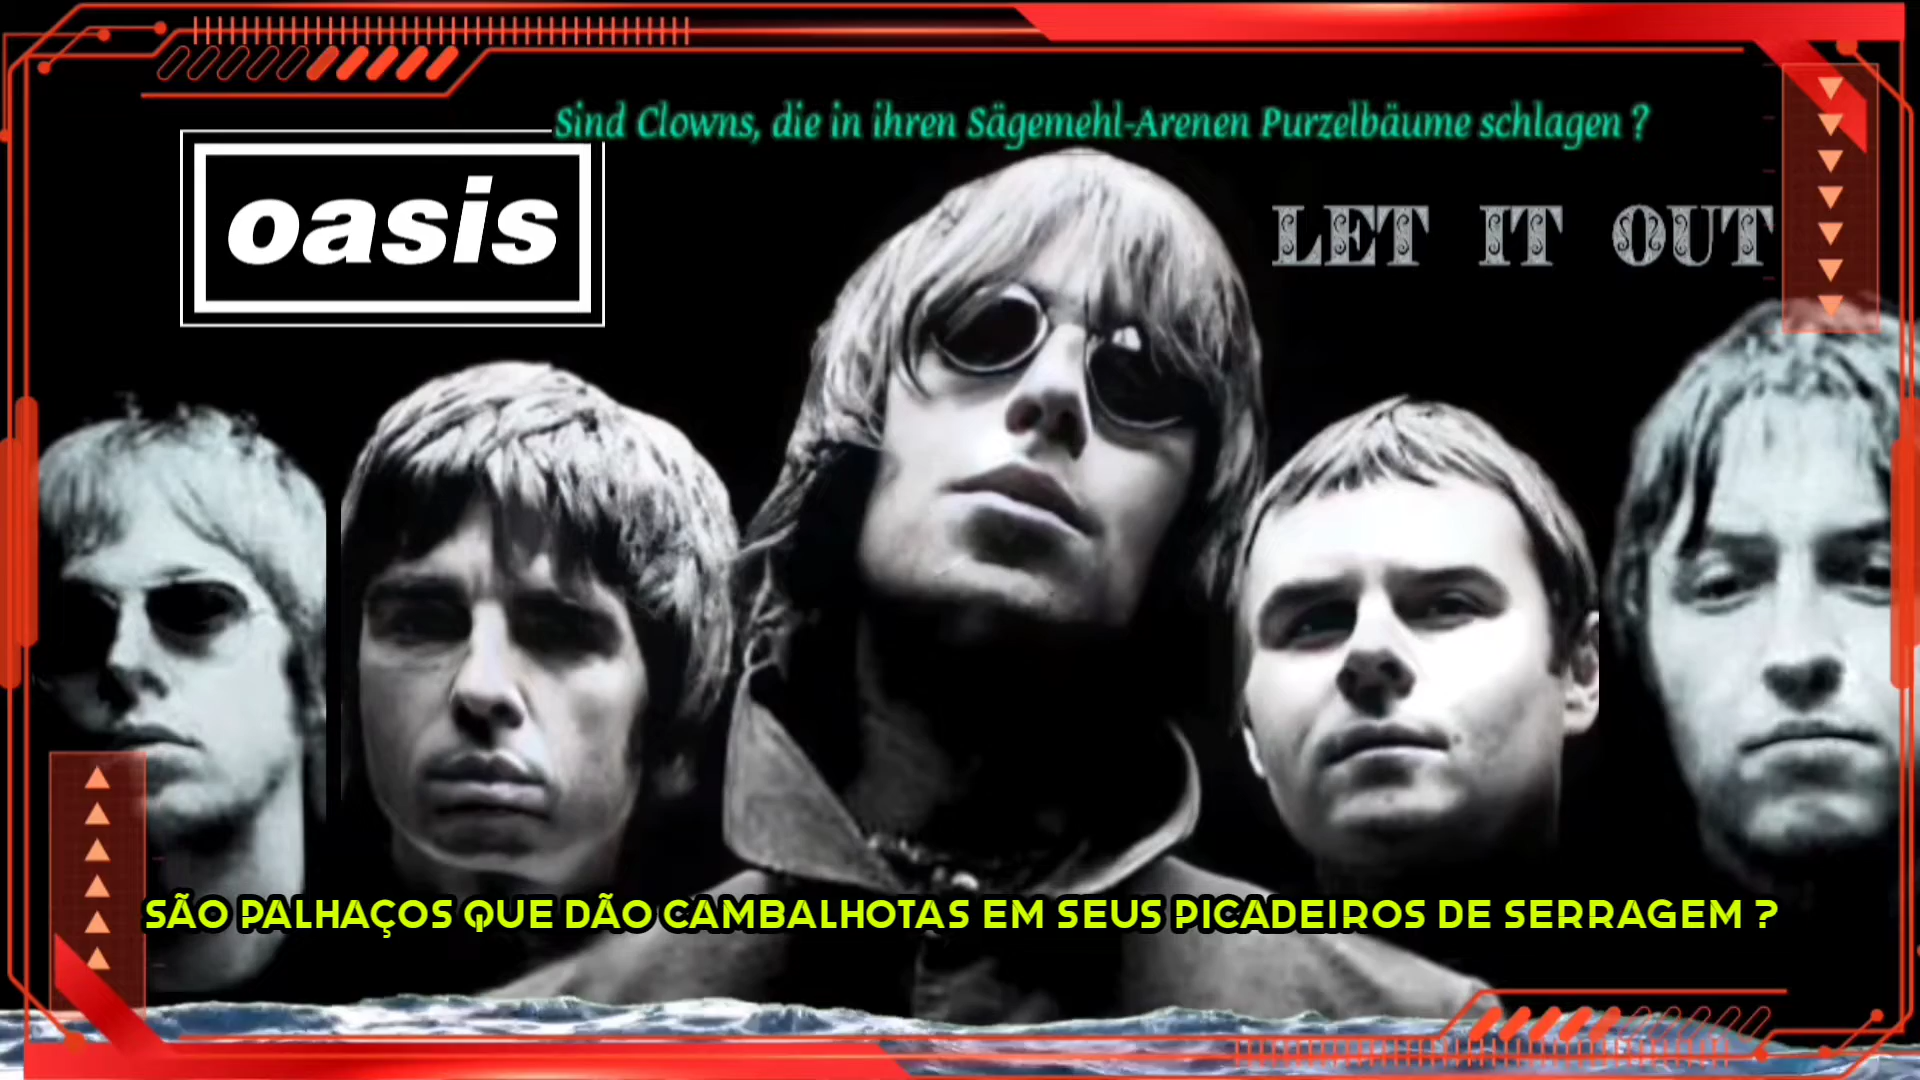 Sind Clowns, die in ihren Sägemehl-Arenen Purzelbäume schlagen ?
oasis
LET IT OUT
SÃO PALHAÇOS QUE DÃO CAMBALHOTAS EM SEUS PICADEIROS DE SERRAGEM ?